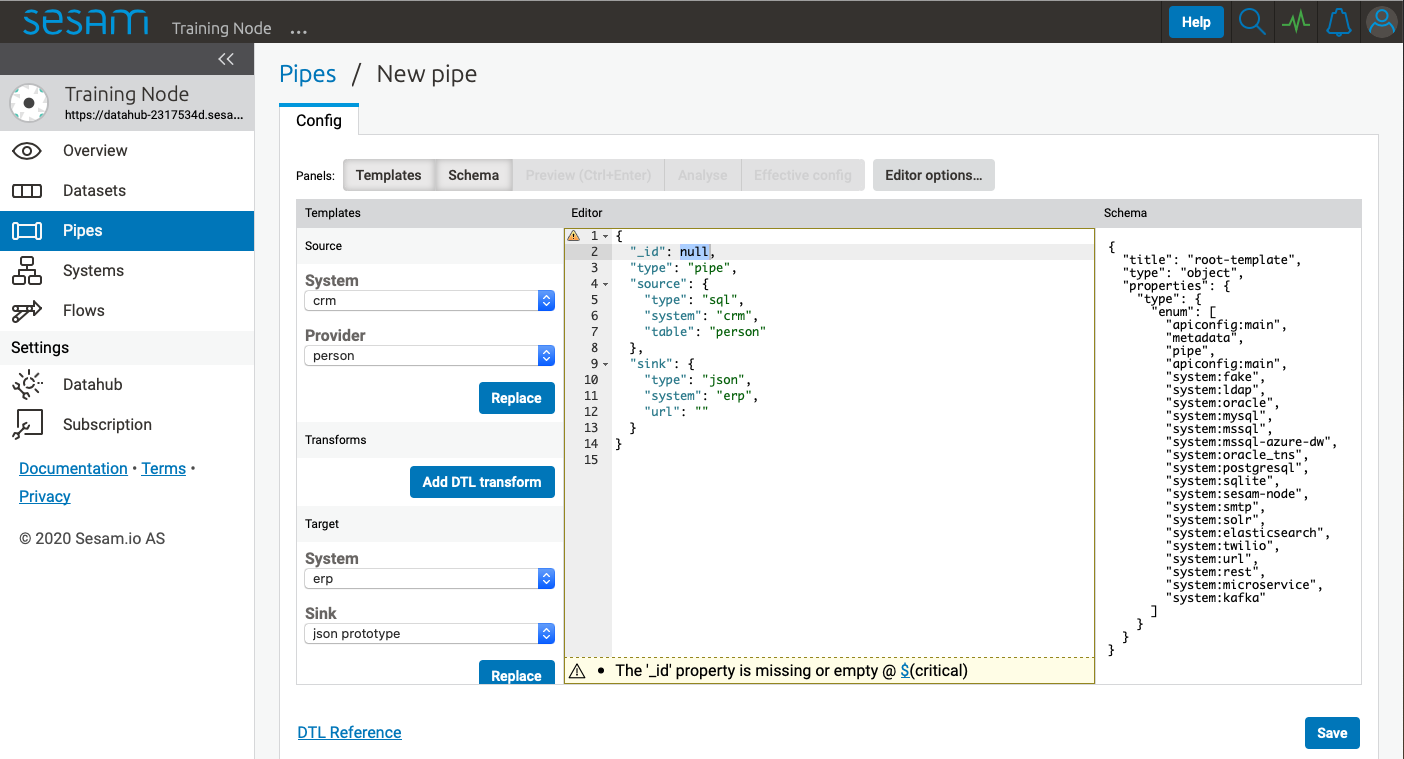 sesam Training Node ... Help
Training Node
https://datahub-2317534d.sesa...
Overview
Datasets
Pipes
Systems
Flows
Settings
Datahub
Subscription
Documentation • Terms •
Privacy
© 2020 Sesam.io AS
Pipes / New pipe
Config
Panels: Templates Schema Preview (Ctrl+Enter) Analyse Effective config Editor options...
Templates
Source
System
crm
Provider
person
Replace
Transforms
Add DTL transform
Target
System
erp
Sink
json prototype
Replace
Editor
1 {
2 "_id": null,
3 "type": "pipe",
4 "source": {
5 "type": "sql",
6 "system": "crm",
7 "table": "person"
8 },
9 "sink": {
10 "type": "json",
11 "system": "erp",
12 "url": ""
13 }
14 }
15
• The '_id' property is missing or empty @ $(critical)
Schema
{
"title": "root-template",
"type": "object",
"properties": {
"type": {
"enum": [
"apiconfig:main",
"metadata",
"pipe",
"apiconfig:main",
"system:fake",
"system:ldap",
"system:oracle",
"system:mysql",
"system:mssql",
"system:mssql-azure-dw",
"system:oracle_tns",
"system:postgresql",
"system:sqlite",
"system:sesam-node",
"system:smtp",
"system:solr",
"system:elasticsearch",
"system:twilio",
"system:url",
"system:rest",
"system:microservice",
"system:kafka"
]
}
}
}
DTL Reference
Save